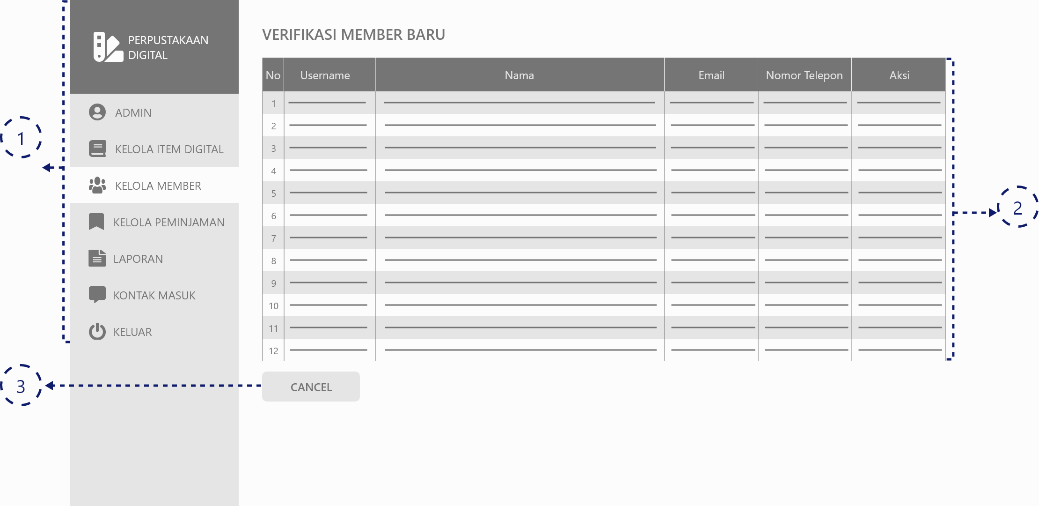 PERPUSTAKAAN
DIGITAL
ADMIN
KELOLA ITEM DIGITAL
KELOLA MEMBER
KELOLA PEMINJAMAN
LAPORAN
KONTAK MASUK
KELUAR
1
VERIFIKASI MEMBER BARU
No Username Nama Email Nomor Telepon Aksi
1
2
3
4
5
6
7
8
9
10
11
12
2
CANCEL
3